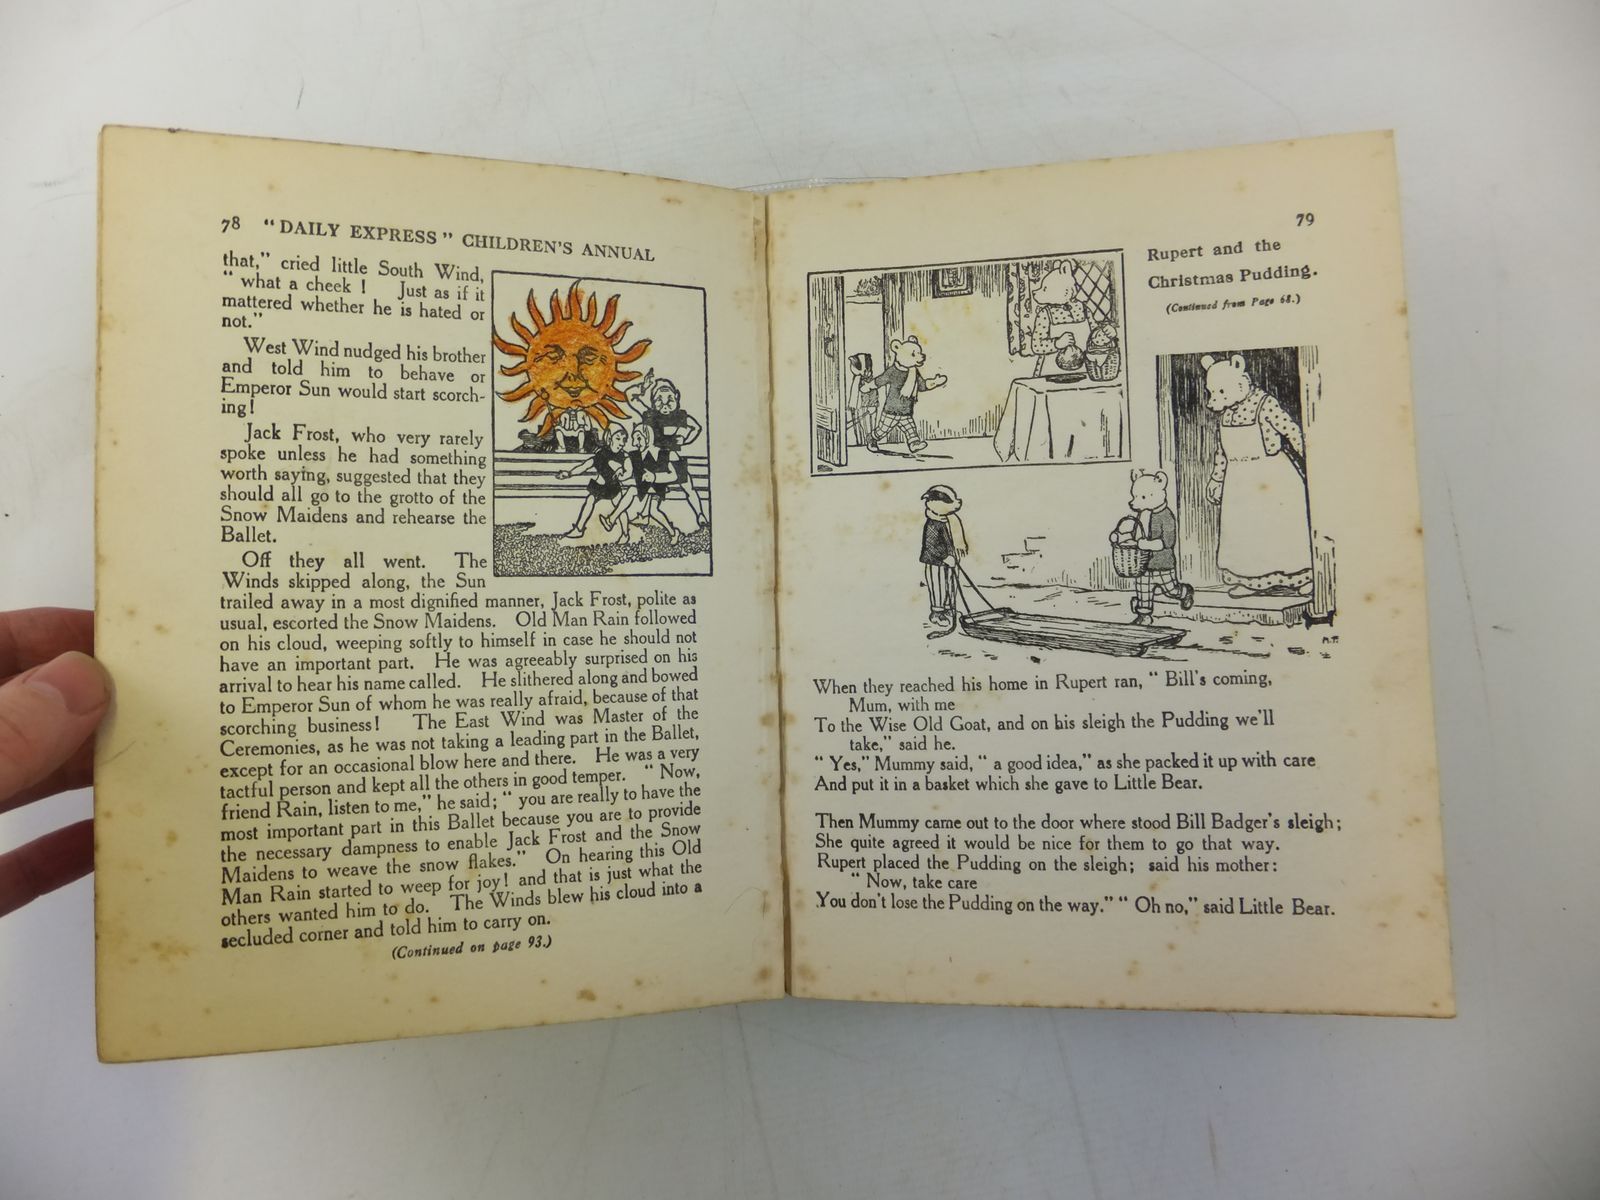 78 "DAILY EXPRESS" CHILDREN'S ANNUAL
that," cried little South Wind,
" what a cheek ! Just as if it
mattered whether he is hated or
not."
West Wind nudged his brother
and told him to behave or
Emperor Sun would start scorch-
ing !
Jack Frost, who very rarely
spoke unless he had something
worth saying, suggested that they
should all go to the grotto of the
Snow Maidens and rehearse the
Ballet.
Off they all went. The
Winds skipped along, the Sun
trailed away in a most dignified manner, Jack Frost, polite as
usual, escorted the Snow Maidens. Old Man Rain followed
on his cloud, weeping softly to himself in case he should not
have an important part. He was agreeably surprised on his
arrival to hear his name called. He slithered along and bowed
to Emperor Sun of whom he was really afraid, because of that
scorching business! The East Wind was Master of the
Ceremonies, as he was not taking a leading part in the Ballet,
except for an occasional blow here and there. He was a very
tactful person and kept all the others in good temper. " Now,
friend Rain, listen to me," he said; " you are really to have the
most important part in this Ballet because you are to provide
the necessary dampness to enable Jack Frost and the Snow
Maidens to weave the snow flakes." On hearing this Old
Man Rain started to weep for joy! and that is just what the
others wanted him to do. The Winds blew his cloud into a
secluded corner and told him to carry on.
(Continued on page 93.)
79
Rupert and the
Christmas Pudding.
(Continued from Page 68.)
When they reached his home in Rupert ran, " Bill's coming,
Mum, with me
To the Wise Old Goat, and on his sleigh the Pudding we'll
take," said he.
" Yes," Mummy said, " a good idea," as she packed it up with care
And put it in a basket which she gave to Little Bear.
Then Mummy came out to the door where stood Bill Badger's sleigh;
She quite agreed it would be nice for them to go that way.
Rupert placed the Pudding on the sleigh; said his mother:
" Now, take care
You don't lose the Pudding on the way." " Oh no," said Little Bear.